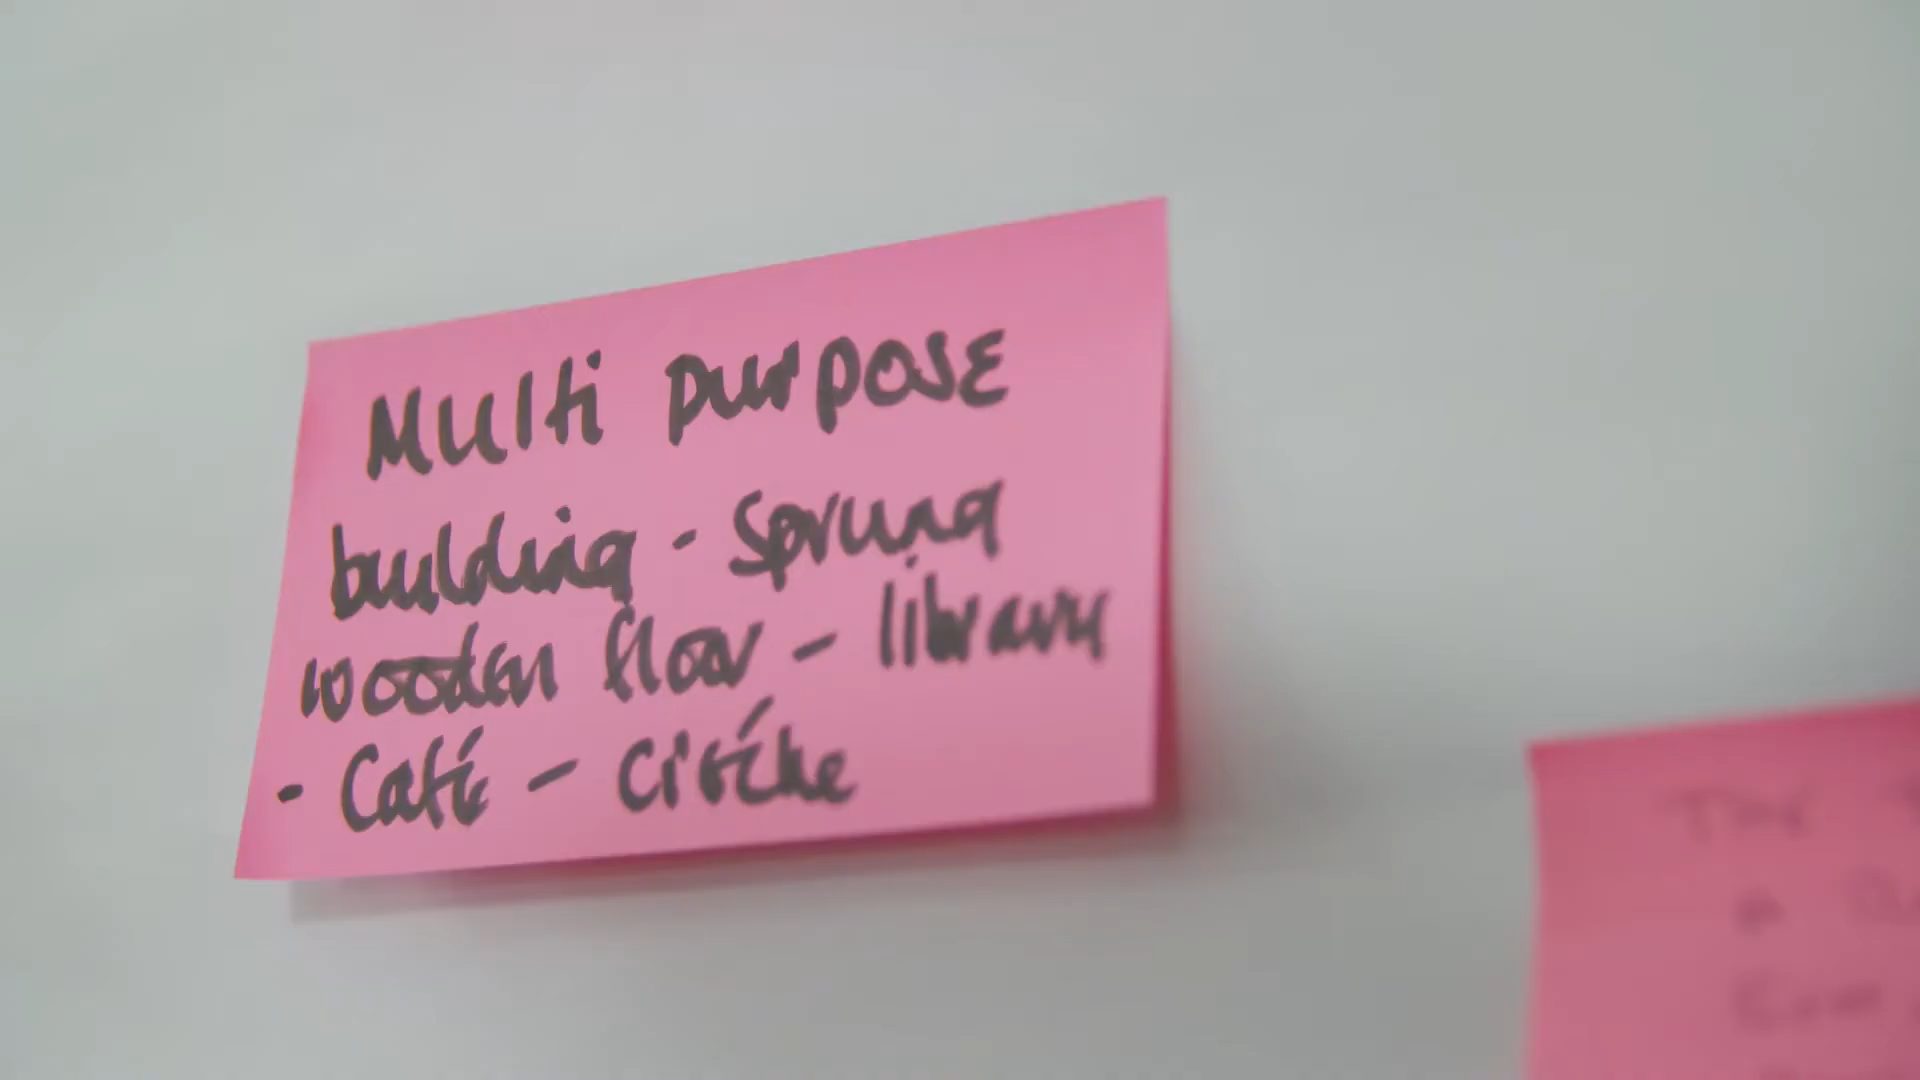 Multi purpose
building - Sprung
wooden floor - library
- Café - Crèche